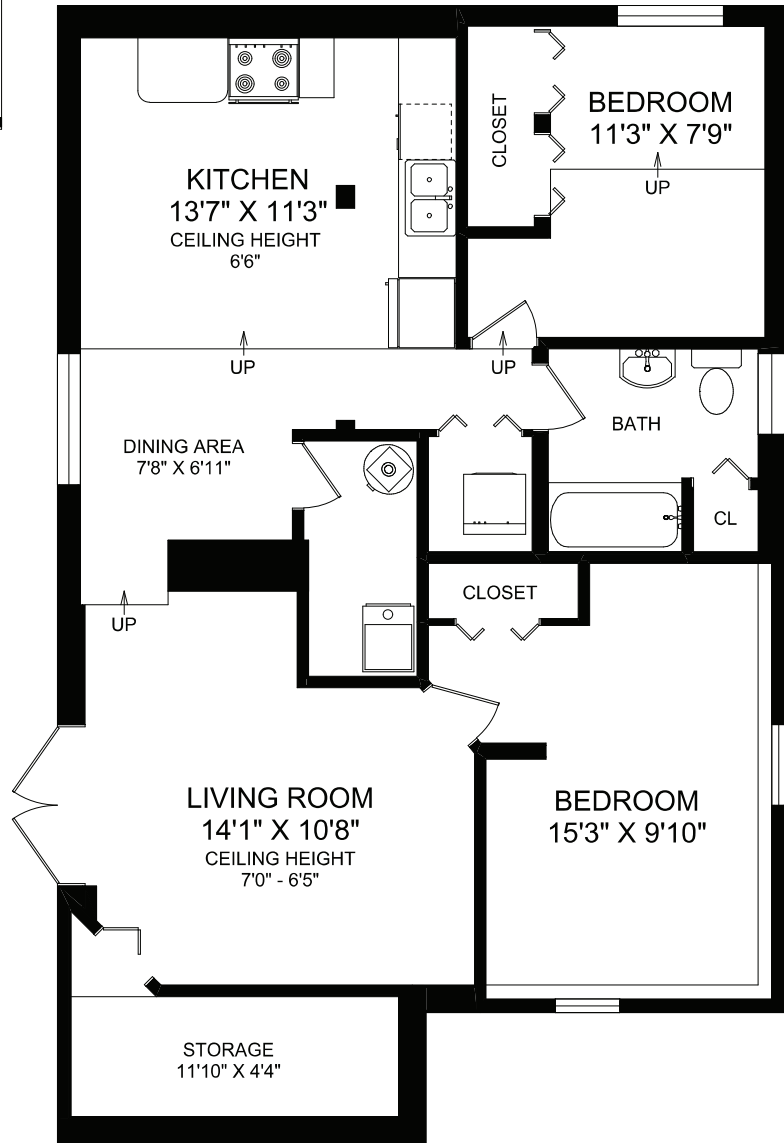 BEDROOM
11'3" X 7'9"
UP
CLOSET
KITCHEN
13'7" X 11'3"
CEILING HEIGHT
6'6"
UP
UP
DINING AREA
7'8" X 6'11"
BATH
CL
CLOSET
UP
LIVING ROOM
14'1" X 10'8"
CEILING HEIGHT
7'0" - 6'5"
BEDROOM
15'3" X 9'10"
STORAGE
11'10" X 4'4"